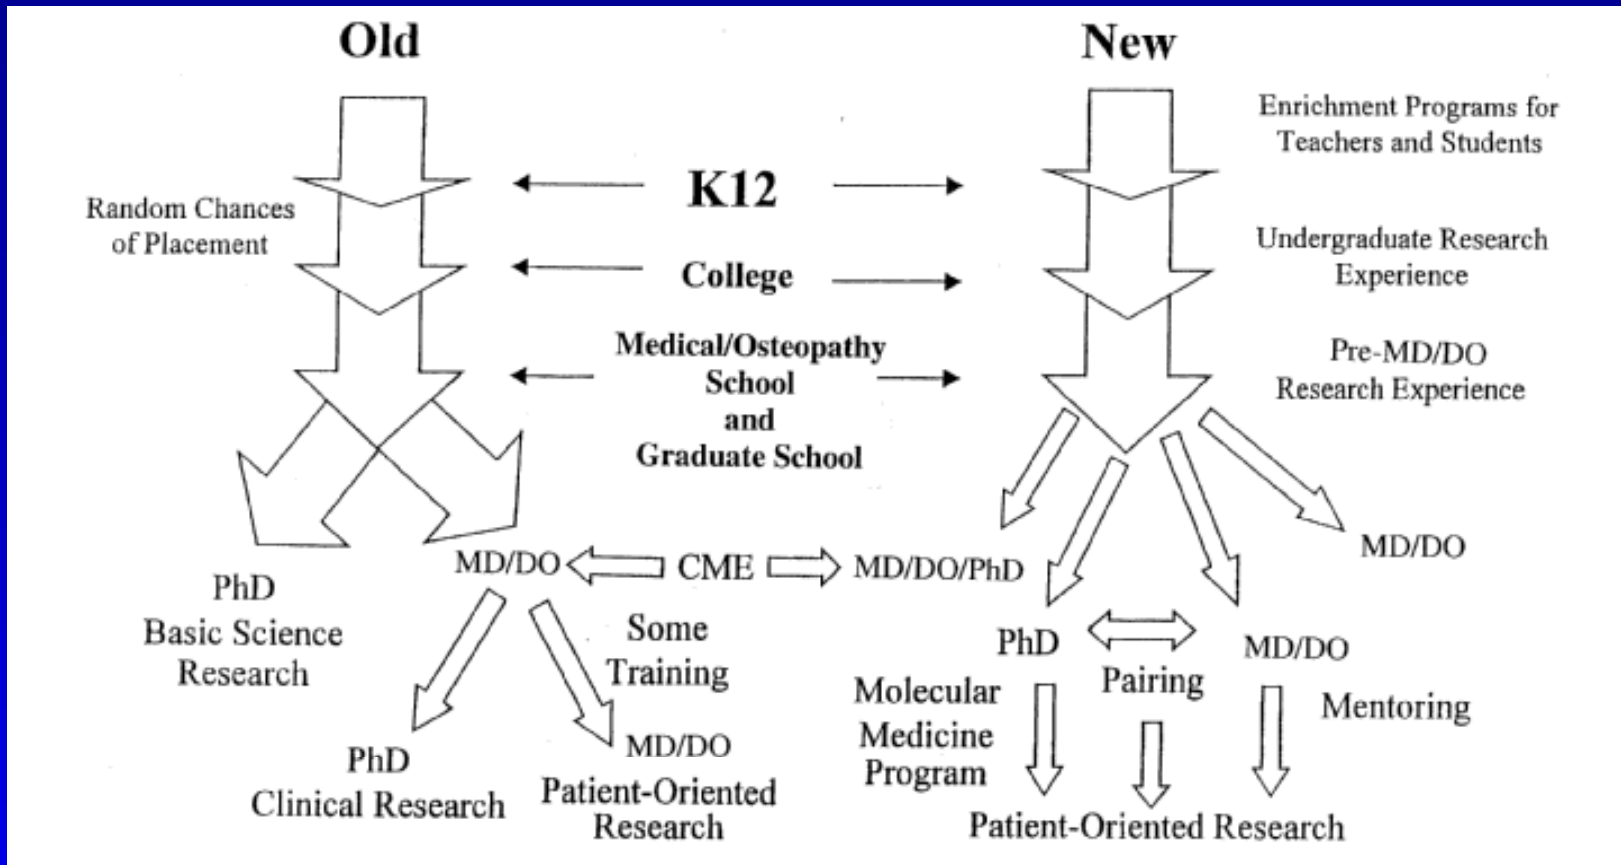 Old
New
Enrichment Programs for
Teachers and Students
K12
Random Chances
of Placement
Undergraduate Research
Experience
College
Medical/Osteopathy
School
and
Graduate School
Pre-MD/DO
Research Experience
MD/DO
CME
MD/DO/PhD
MD/DO
PhD
Basic Science
Research
Some
Training
PhD
Pairing
MD/DO
Molecular
Medicine
Program
Mentoring
PhD
Clinical Research
MD/DO
Patient-Oriented
Research
Patient-Oriented Research